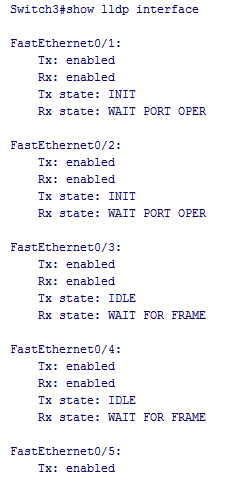 Switch3#show lldp interface
FastEthernet0/1:
Tx: enabled
Rx: enabled
Tx state: INIT
Rx state: WAIT PORT OPER
FastEthernet0/2:
Tx: enabled
Rx: enabled
Tx state: INIT
Rx state: WAIT PORT OPER
FastEthernet0/3:
Tx: enabled
Rx: enabled
Tx state: IDLE
Rx state: WAIT FOR FRAME
FastEthernet0/4:
Tx: enabled
Rx: enabled
Tx state: IDLE
Rx state: WAIT FOR FRAME
FastEthernet0/5:
Tx: enabled